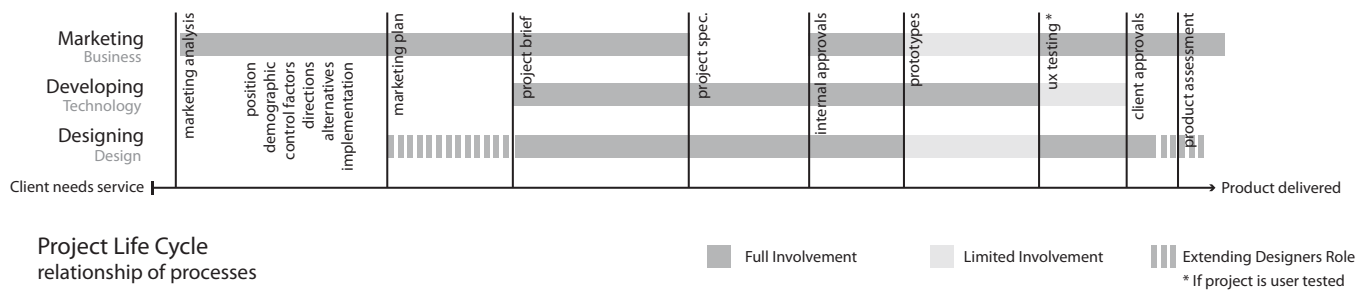 Marketing
Business
Developing
Technology
Designing
Design
marketing analysis
position
demographic
control factors
directions
alternatives
implementation
marketing plan
project brief
project spec.
internal approvals
prototypes
ux testing *
client approvals
product assessment
Client needs service
Product delivered
Project Life Cycle
relationship of processes
Full Involvement
Limited Involvement
Extending Designers Role
* If project is user tested